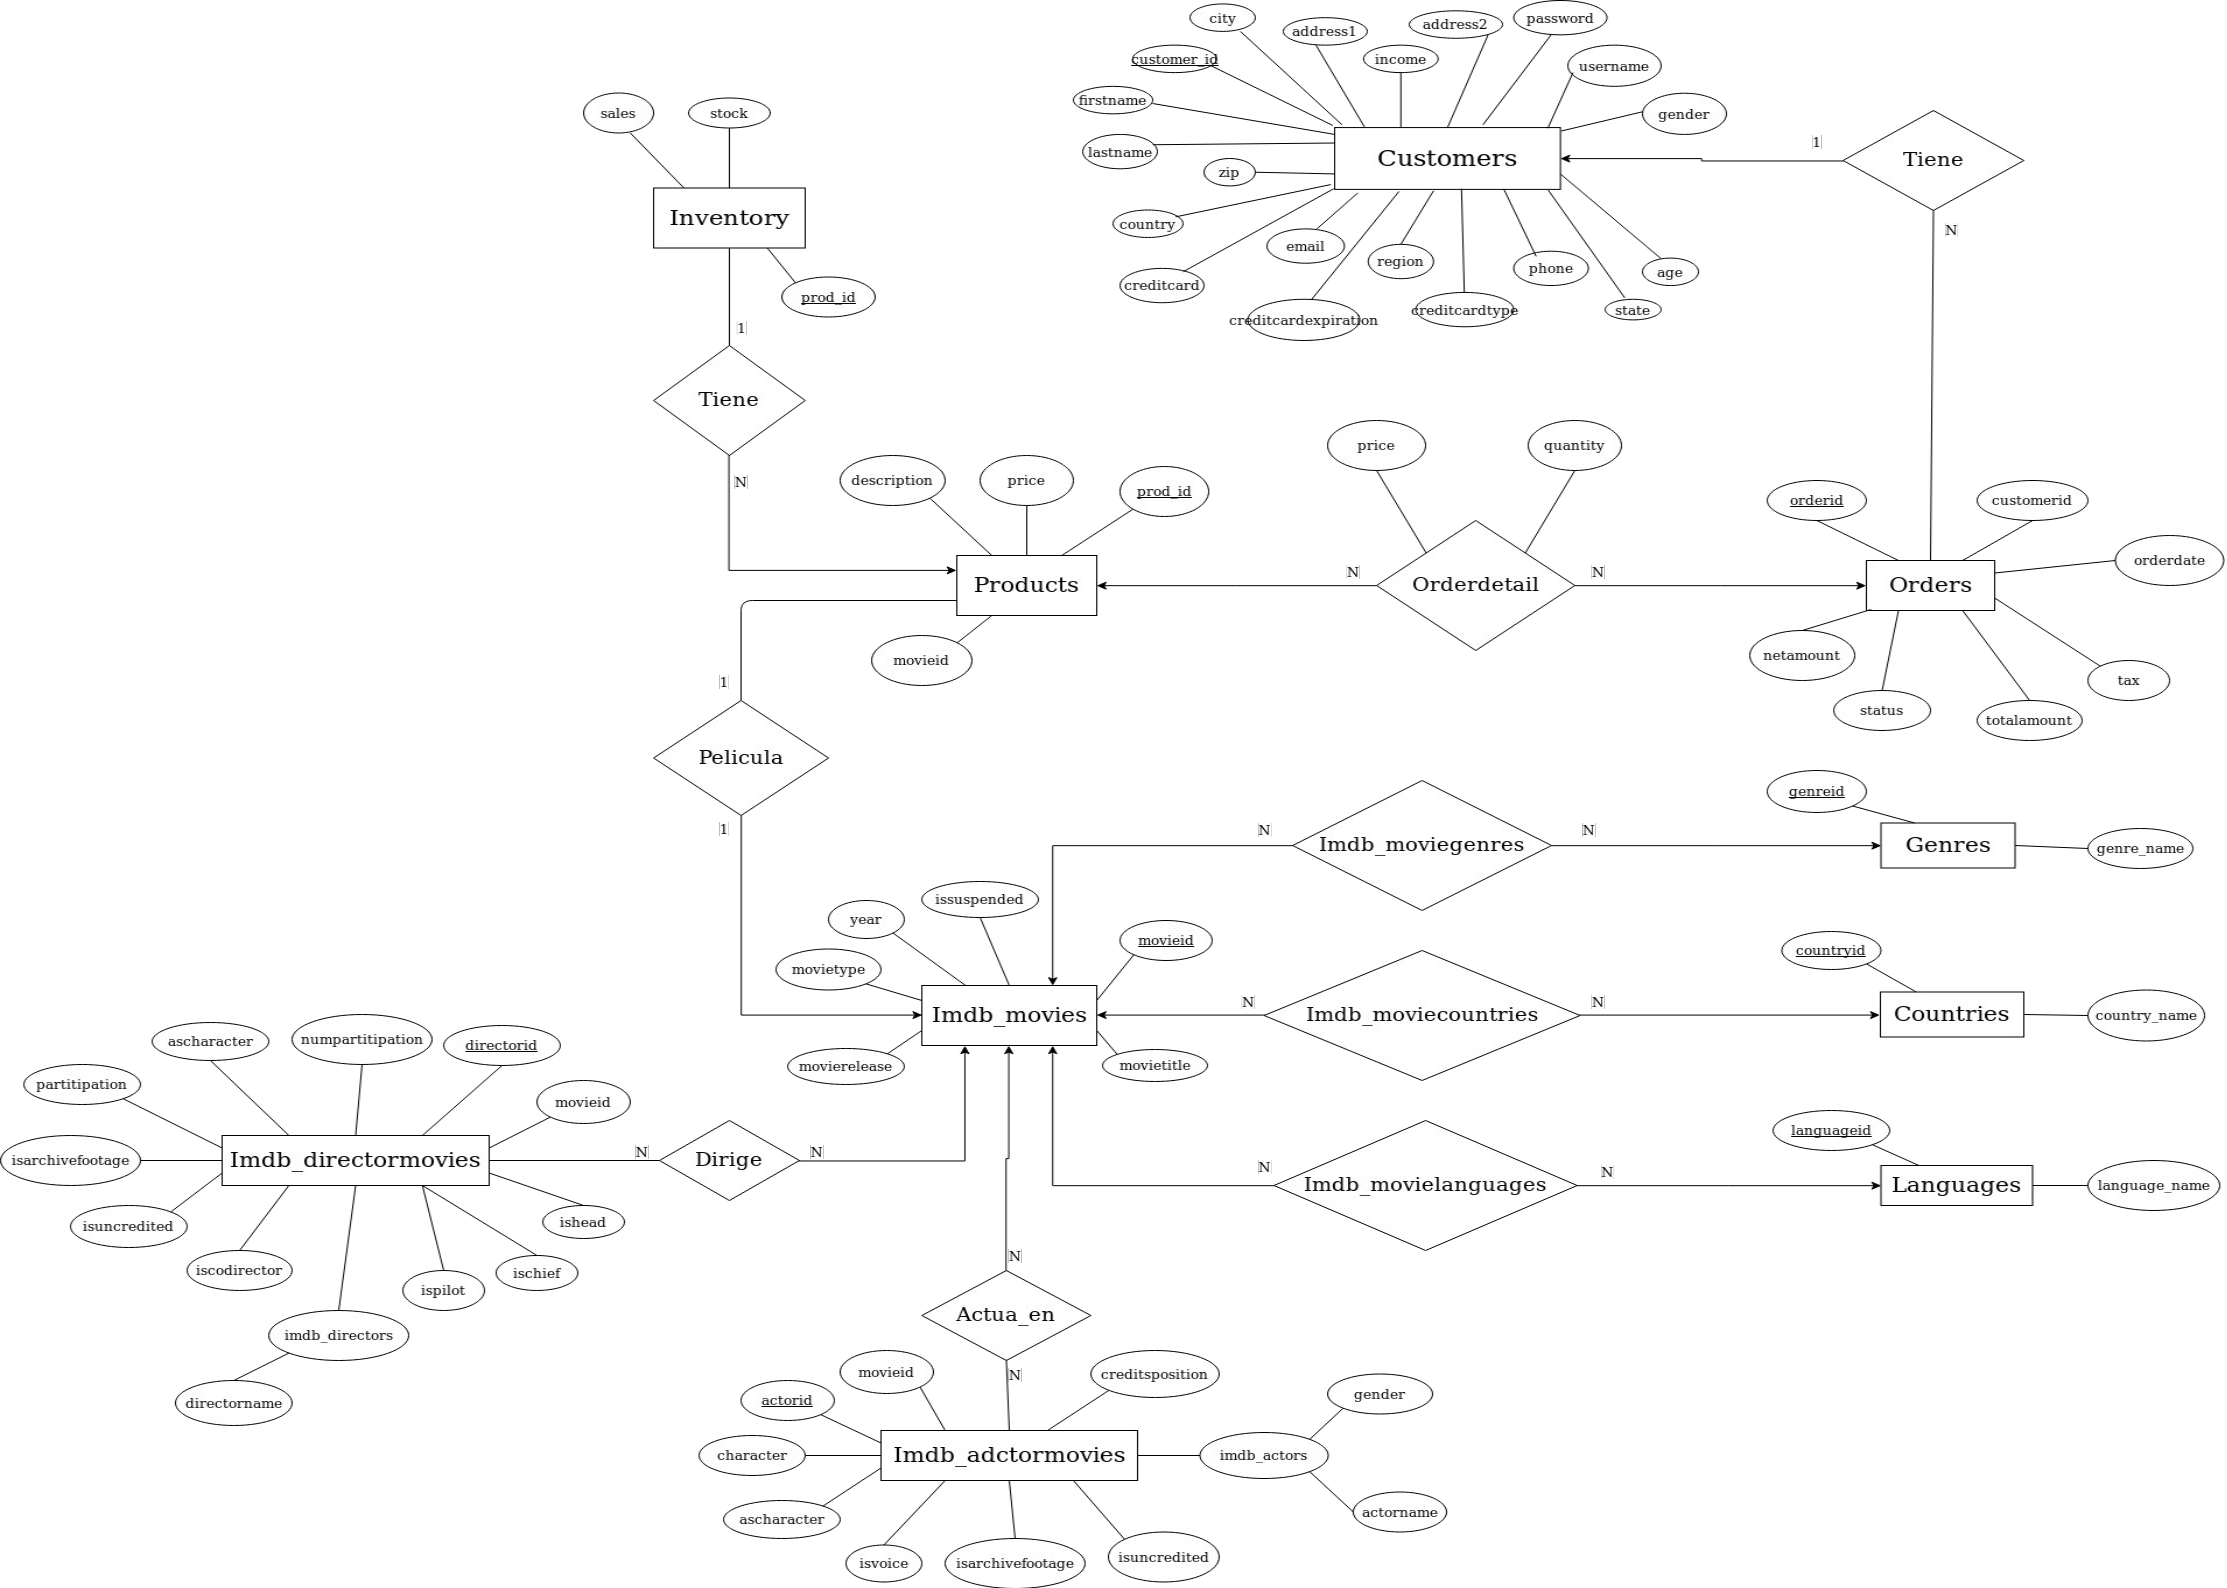 city
address1
address2
password
customer_id
income
username
firstname
gender
lastname
Customers
zip
country
email
region
phone
age
creditcard
creditcardexpiration
creditcardtype
state
1
Tiene
N
sales
stock
Inventory
prod_id
1
Tiene
N
description
price
prod_id
Products
movieid
price
quantity
N
Orderdetail
N
orderid
customerid
orderdate
Orders
netamount
tax
status
totalamount
1
Pelicula
1
N
Imdb_moviegenres
N
genreid
Genres
genre_name
issuspended
year
movieid
movietype
Imdb_movies
movierelease
movietitle
N
Imdb_moviecountries
N
countryid
Countries
country_name
N
Imdb_movielanguages
N
languageid
Languages
language_name
ascharacter
numpartitipation
directorid
partitipation
movieid
isarchivefootage
Imdb_directormovies
N
Dirige
N
isuncredited
ishead
iscodirector
ispilot
ischief
imdb_directors
directorname
N
Actua_en
N
movieid
creditsposition
actorid
gender
character
Imdb_adctormovies
imdb_actors
ascharacter
actorname
isvoice
isarchivefootage
isuncredited